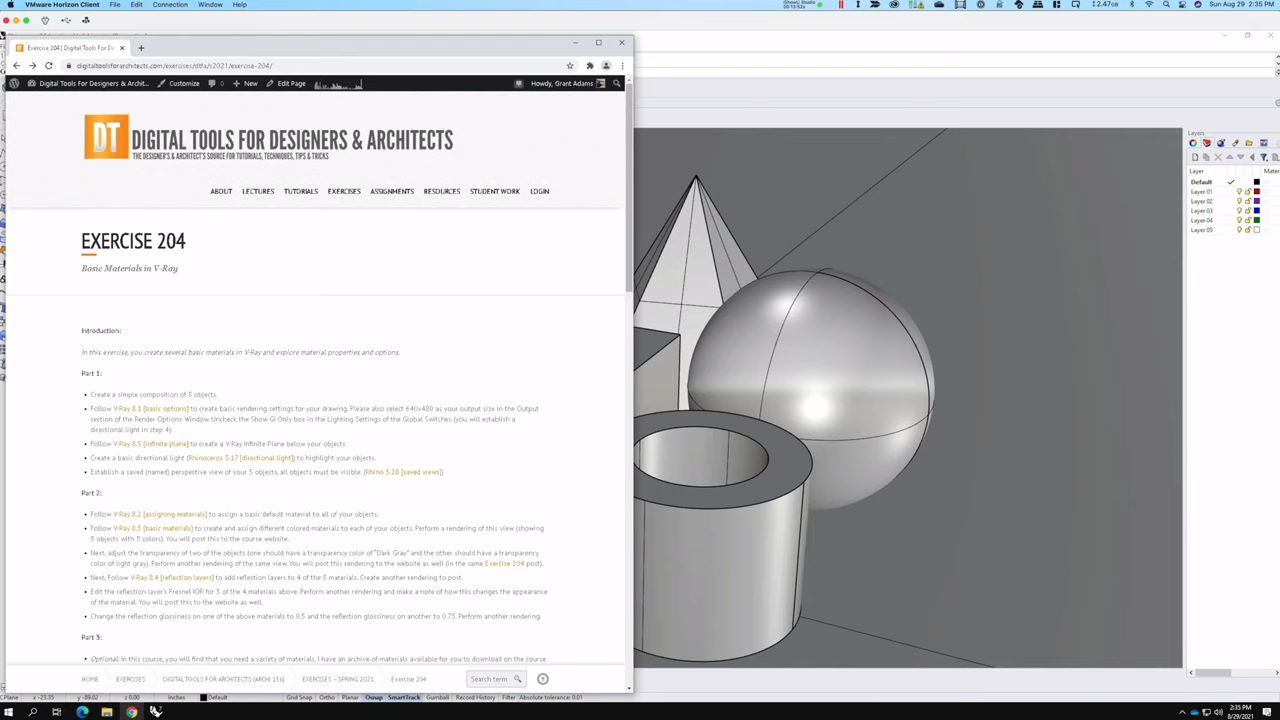 VMware Horizon Client File Edit Connection Window Help
2.47GB Sun Aug 29 2:35 PM
Exercise 204 | Digital Tools For De
digitaltoolsforarchitects.com/exercises/dtfa/s2021/exercise-204/
Digital Tools For Designers & Archit... Customize 0 New Edit Page Howdy, Grant Adams
DT DIGITAL TOOLS FOR DESIGNERS & ARCHITECTS
THE DESIGNER'S & ARCHITECT'S SOURCE FOR TUTORIALS, TECHNIQUES, TIPS & TRICKS
ABOUT LECTURES TUTORIALS EXERCISES ASSIGNMENTS RESOURCES STUDENT WORK LOGIN
EXERCISE 204
Basic Materials in V-Ray
Introduction:
In this exercise, you create several basic materials in V-Ray and explore material properties and options.
Part 1:
• Create a simple composition of 5 objects.
• Follow V-Ray 8.1 [basic options] to create basic rendering settings for your drawing. Please also select 640x480 as your output size in the Output
section of the Render Options Window. Uncheck the Show GI Only box in the Lighting Settings of the Global Switches (you will establish a
directional light in step 4).
• Follow V-Ray 8.5 [infinite plane] to create a V-Ray Infinite Plane below your objects
• Create a basic directional light (Rhinoceros 5.17 [directional light]) to highlight your objects.
• Establish a saved (named) perspective view of your 5 objects, all objects must be visible. (Rhino 5.28 [saved views])
Part 2:
• Follow V-Ray 8.2 [assigning materials] to assign a basic default material to all of your objects.
• Follow V-Ray 8.3 [basic materials] to create and assign different colored materials to each of your objects. Perform a rendering of this view (showing
5 objects with 5 colors). You will post this to the course website.
• Next, adjust the transparency of two of the objects (one should have a transparency color of "Dark Gray" and the other should have a transparency
color of light gray). Perform another rendering of the same view. You will post this rendering to the website as well (in the same Exercise 204 post).
• Next, Follow V-Ray 8.4 [reflection layers] to add reflection layers to 4 of the 5 materials. Create another rendering to post.
• Edit the reflection layer's Fresnel IOR for 3 of the 4 materials above. Perform another rendering and make a note of how this changes the appearance
of the material. You will post this to the website as well.
• Change the reflection glossiness on one of the above materials to 0.5 and the reflection glossiness on another to 0.75. Perform another rendering.
Part 3:
• Optional: In this course, you will find that you need a variety of materials. I have an archive of materials available for you to download on the course
HOME EXERCISES DIGITAL TOOLS FOR ARCHITECTS (ARCHI 136) EXERCISES – SPRING 2021 Exercise 204 Search term
Layers
Layer Mater
Default
Layer 01
Layer 02
Layer 03
Layer 04
Layer 05
CPlane x -23.35 y -89.02 z 0.00 Inches Default Grid Snap Ortho Planar Osnap SmartTrack Gumball Record History Filter Absolute tolerance: 0.01
2:35 PM
8/29/2021